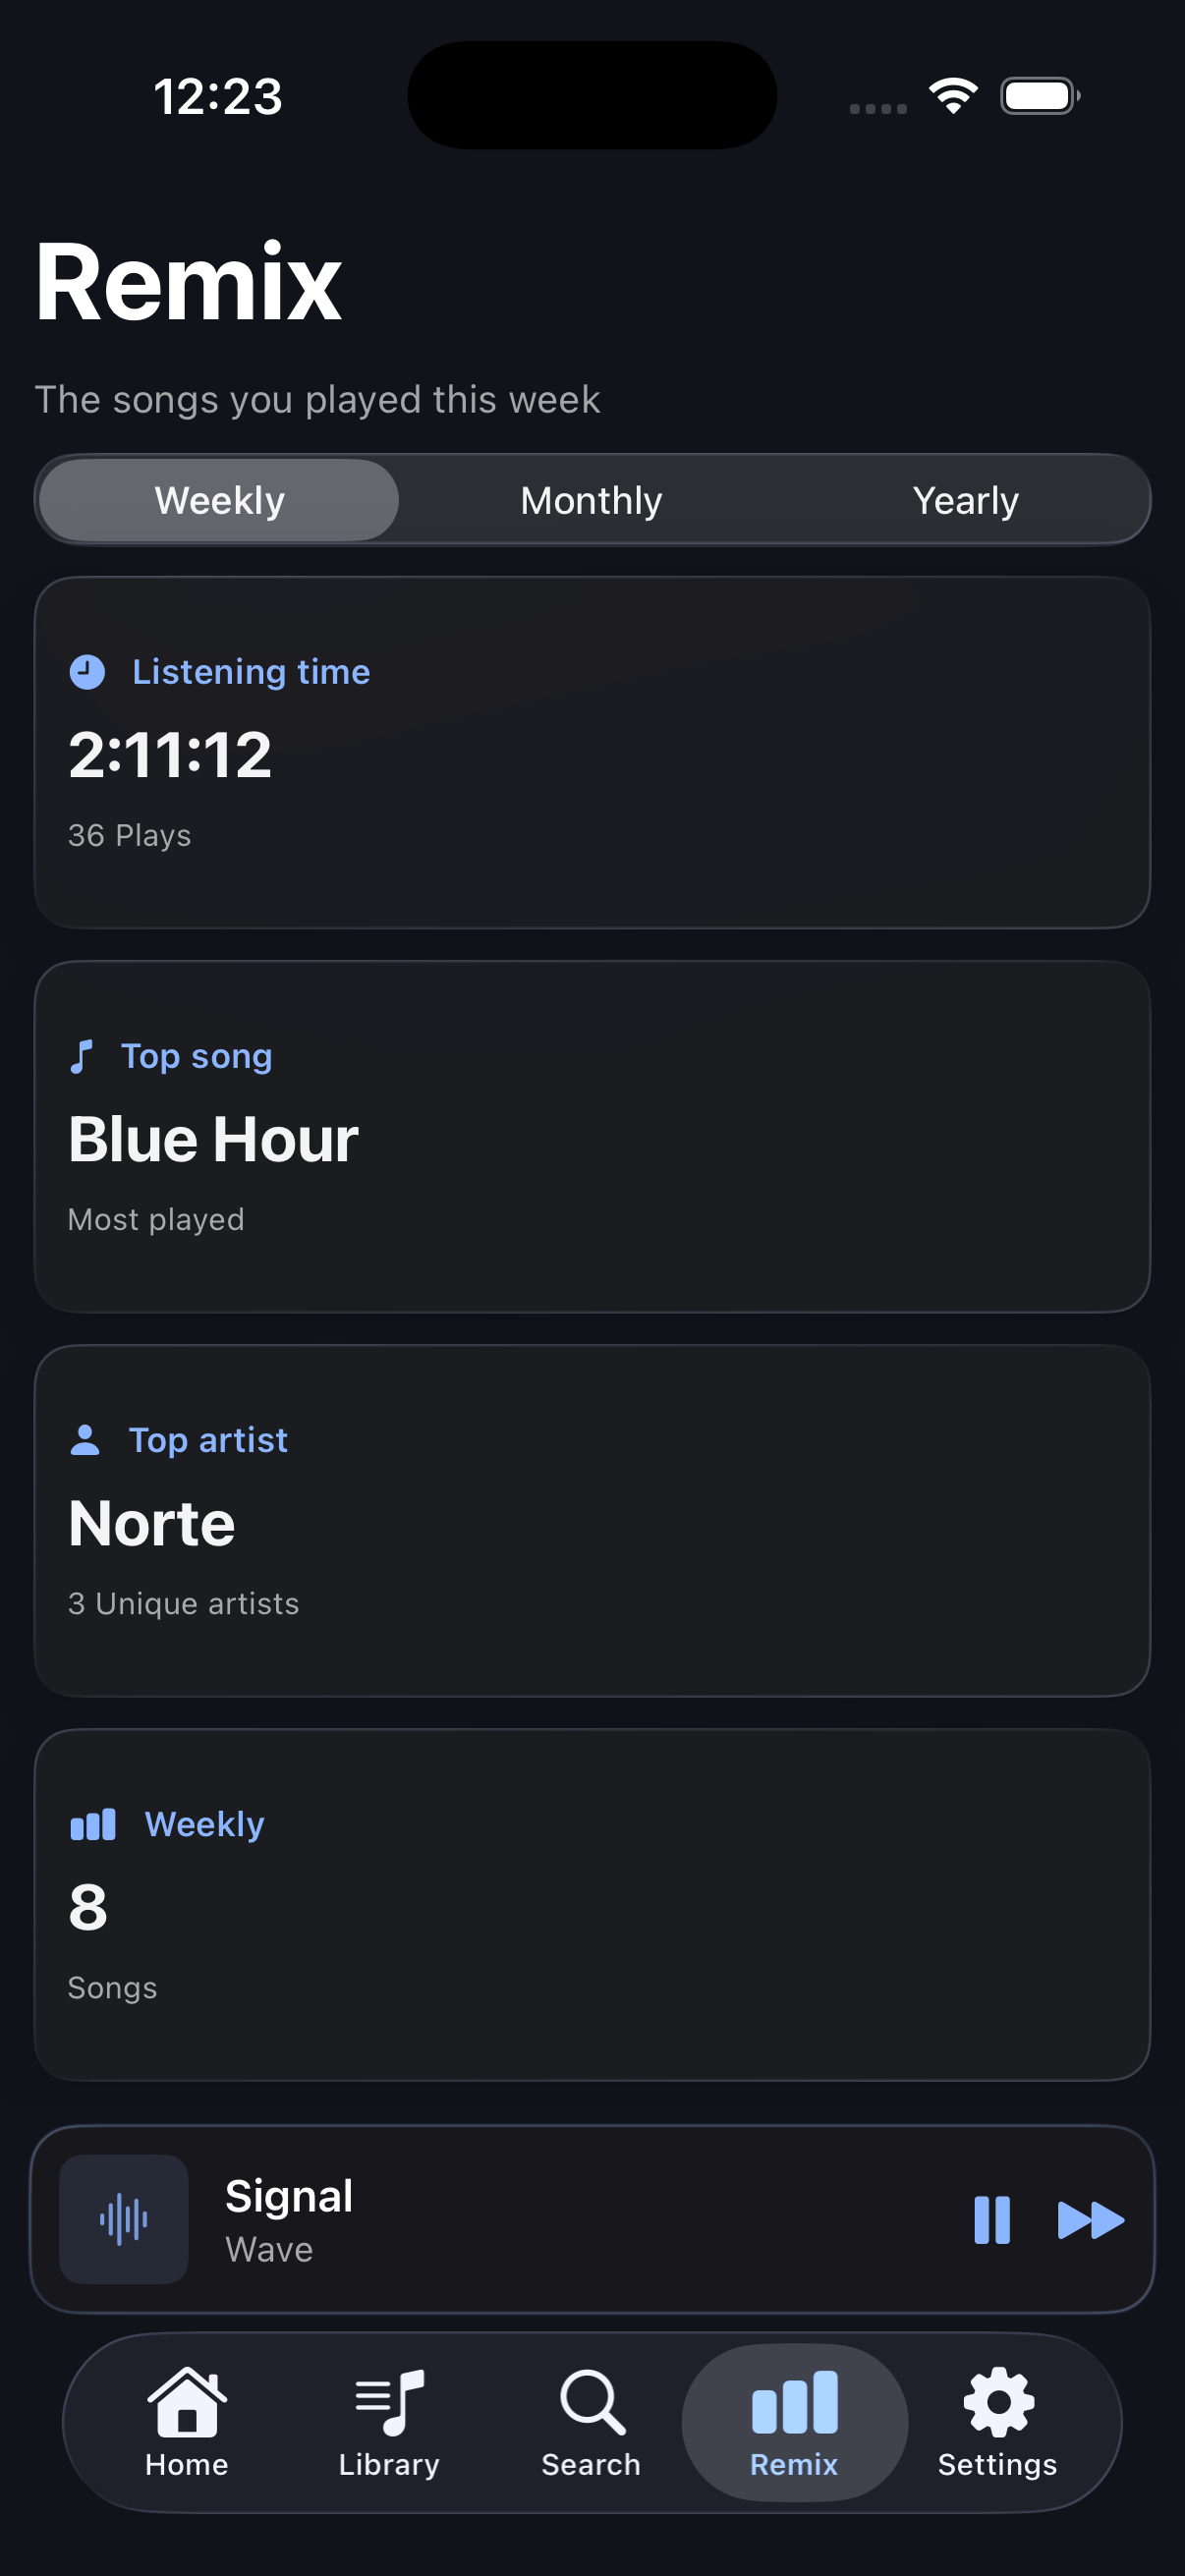 12:23
Remix
The songs you played this week
Weekly
Monthly
Yearly
Listening time
2:11:12
36 Plays
Top song
Blue Hour
Most played
Top artist
Norte
3 Unique artists
Weekly
8
Songs
Signal
Wave
Home
Library
Search
Remix
Settings